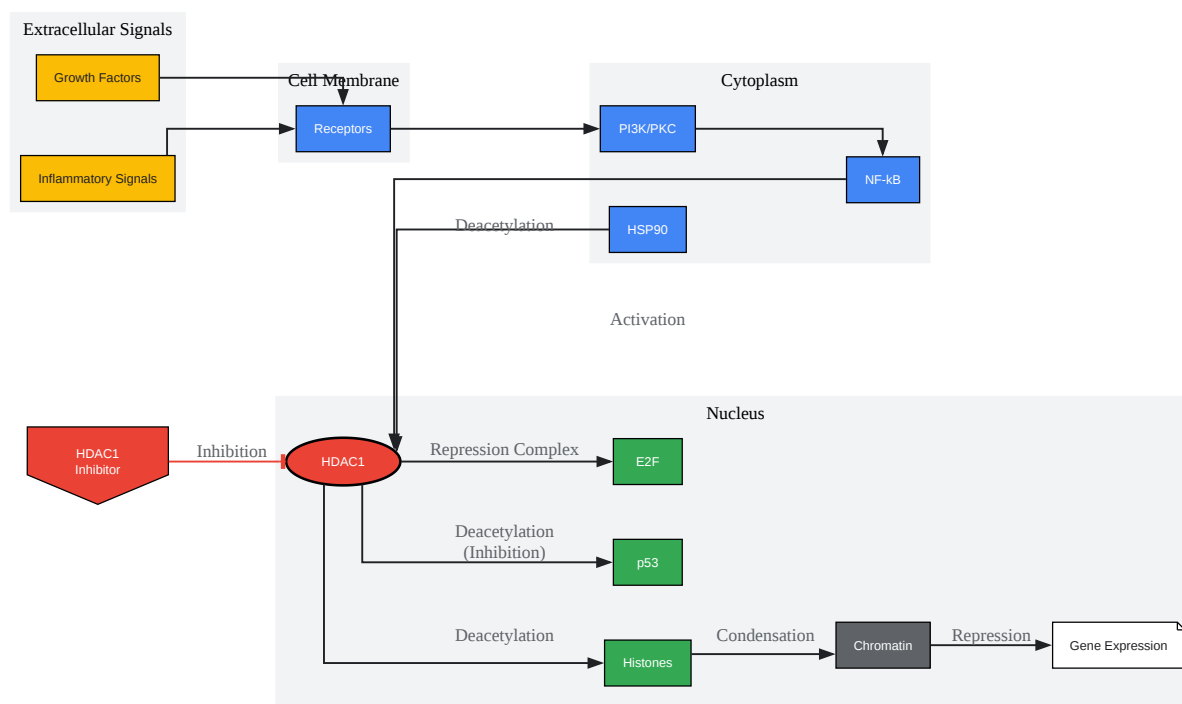 Extracellular Signals
Growth Factors
Inflammatory Signals
Cell Membrane
Receptors
Cytoplasm
PI3K/PKC
NF-kB
HSP90
Deacetylation
Activation
Nucleus
HDAC1
Inhibitor
Inhibition
HDAC1
Repression Complex
E2F
Deacetylation
(Inhibition)
p53
Deacetylation
Histones
Condensation
Chromatin
Repression
Gene Expression